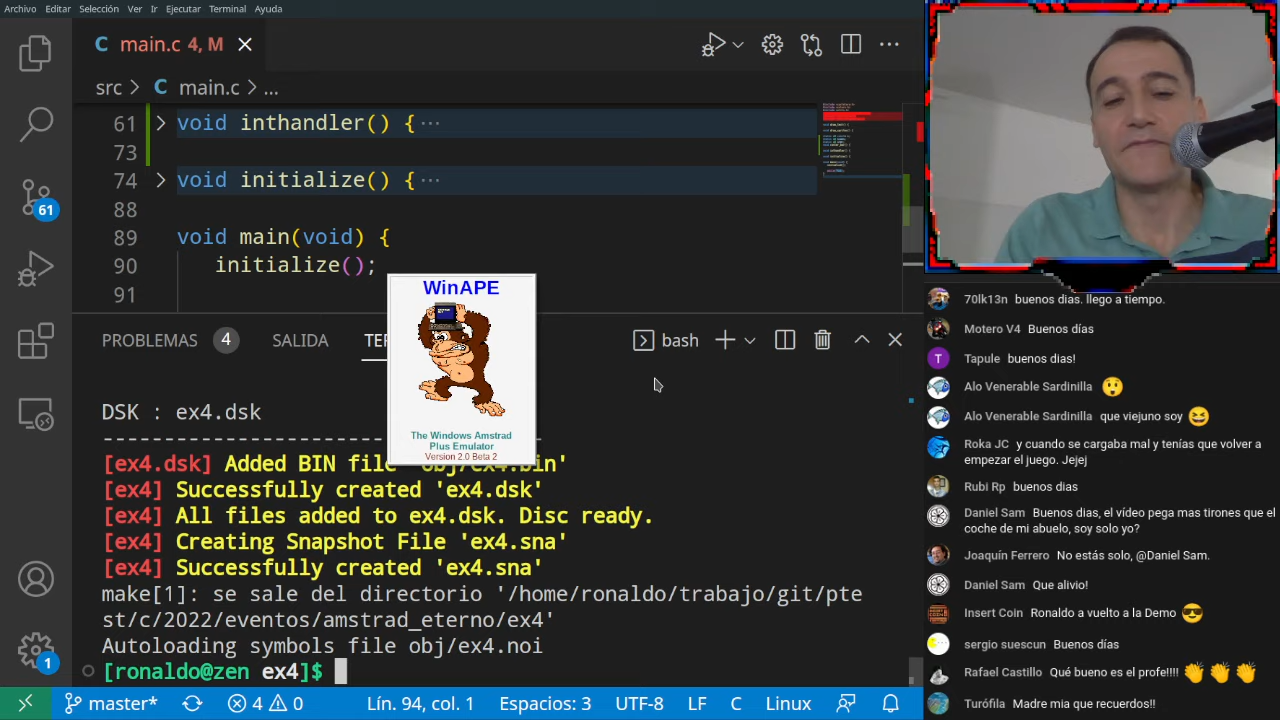 Archivo Editar Selección Ver Ir Ejecutar Terminal Ayuda
main.c 4, M
src > main.c > ...
61 void inthandler() { ...
73
74 void initialize() { ...
88
89 void main(void) {
90 initialize();
91
WinAPE
The Windows Amstrad
Plus Emulator
Version 2.0 Beta 2
PROBLEMAS 4 SALIDA TER bash
DSK : ex4.dsk
[ex4.dsk] Added BIN file 'obj/ex4.bin'
[ex4] Successfully created 'ex4.dsk'
[ex4] All files added to ex4.dsk. Disc ready.
[ex4] Creating Snapshot File 'ex4.sna'
[ex4] Successfully created 'ex4.sna'
make[1]: se sale del directorio '/home/ronaldo/trabajo/git/pte
st/c/2022/eventos/amstrad_eterno/ex4'
Autoloading symbols file obj/ex4.noi
[ronaldo@zen ex4]$
61
1
master* 4 0 Lín. 94, col. 1 Espacios: 3 UTF-8 LF C Linux
70lk13n buenos dias. llego a tiempo.
Motero V4 Buenos días
T Tapule buenos dias!
Alo Venerable Sardinilla 😲
Alo Venerable Sardinilla que viejuno soy 😆
Roka JC y cuando se cargaba mal y tenías que volver a
empezar el juego. Jejej
Rubi Rp buenos dias
Daniel Sam Buenos dias, el vídeo pega mas tirones que el
coche de mi abuelo, soy solo yo?
Joaquín Ferrero No estás solo, @Daniel Sam.
Daniel Sam Que alivio!
Insert Coin Ronaldo a vuelto a la Demo 😎
sergio suescun Buenos días
Rafael Castillo Qué bueno es el profe!!!! 👏👏👏
Turófila Madre mia que recuerdos!!